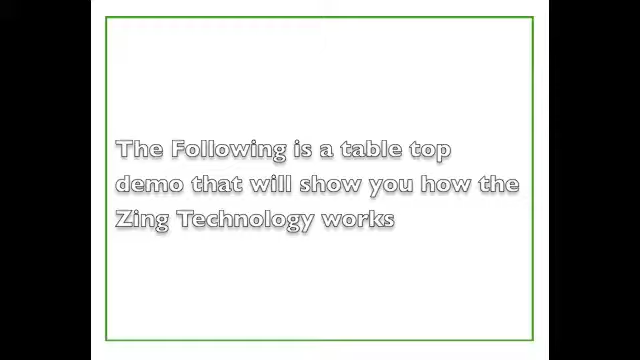 The Following is a table top
demo that will show you how the
Zing Technology works